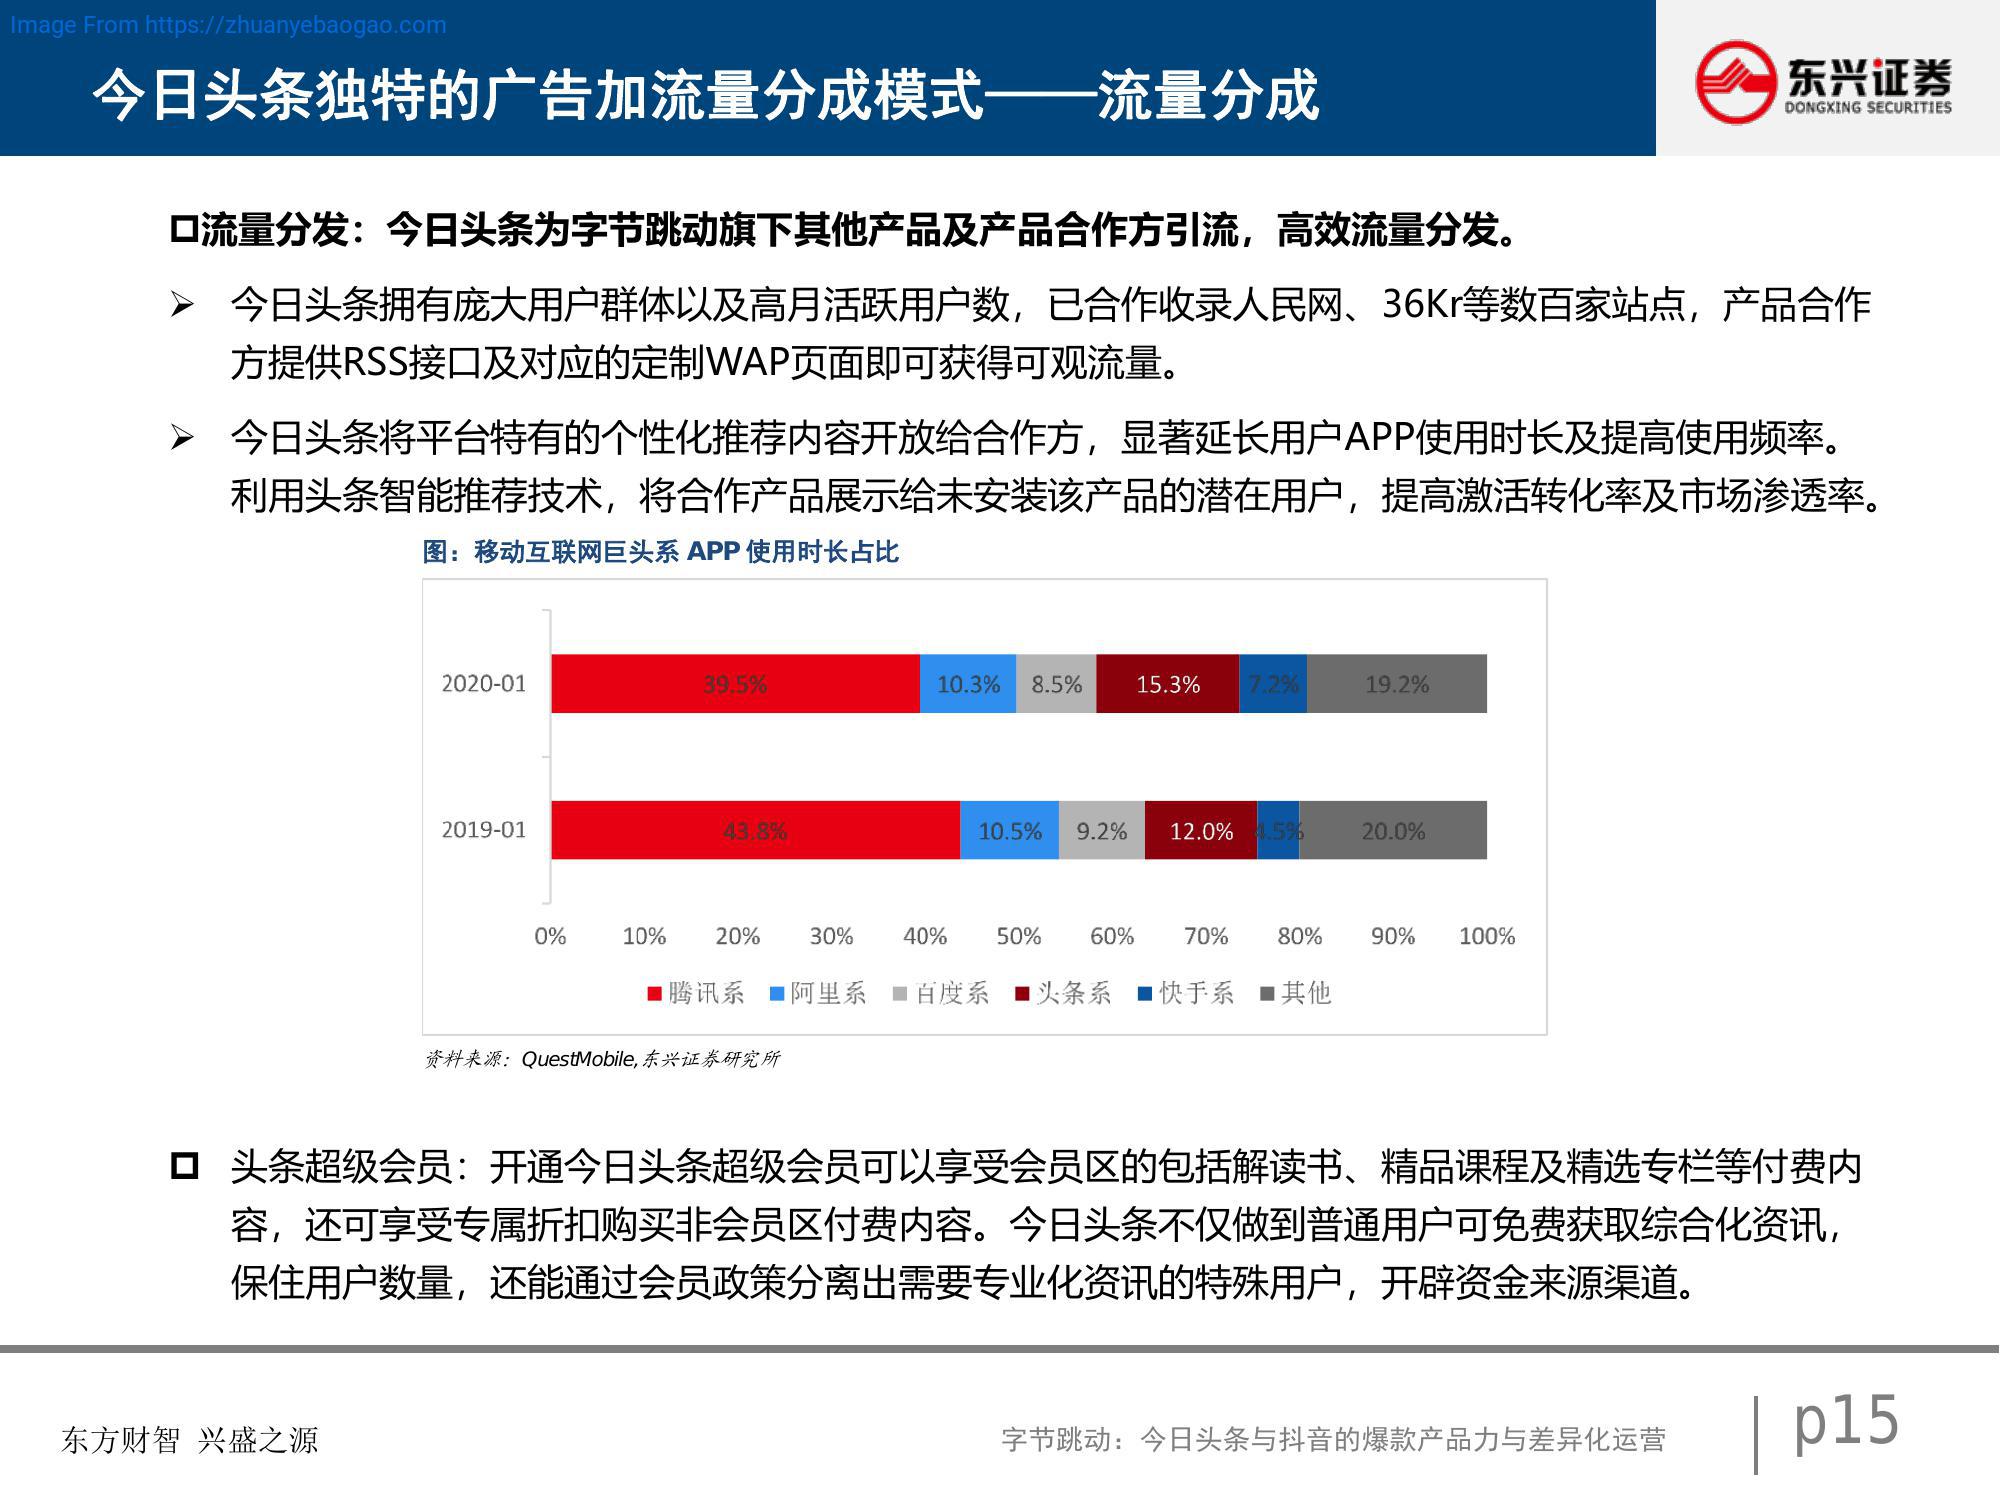 Image From https://zhuanyebaogao.com
今日头条独特的广告加流量分成模式——流量分成
东兴证券
DONGXING SECURITIES
流量分发：今日头条为字节跳动旗下其他产品及产品合作方引流，高效流量分发。
今日头条拥有庞大用户群体以及高月活跃用户数，已合作收录人民网、36Kr等数百家站点，产品合作
方提供RSS接口及对应的定制WAP页面即可获得可观流量。
今日头条将平台特有的个性化推荐内容开放给合作方，显著延长用户APP使用时长及提高使用频率。
利用头条智能推荐技术，将合作产品展示给未安装该产品的潜在用户，提高激活转化率及市场渗透率。
图：移动互联网巨头系 APP 使用时长占比
2020-01 39.5% 10.3% 8.5% 15.3% 7.2% 19.2%
2019-01 43.8% 10.5% 9.2% 12.0% 4.5% 20.0%
0% 10% 20% 30% 40% 50% 60% 70% 80% 90% 100%
腾讯系 阿里系 百度系 头条系 快手系 其他
资料来源：QuestMobile,东兴证券研究所
头条超级会员：开通今日头条超级会员可以享受会员区的包括解读书、精品课程及精选专栏等付费内
容，还可享受专属折扣购买非会员区付费内容。今日头条不仅做到普通用户可免费获取综合化资讯，
保住用户数量，还能通过会员政策分离出需要专业化资讯的特殊用户，开辟资金来源渠道。
东方财智 兴盛之源
字节跳动：今日头条与抖音的爆款产品力与差异化运营
p15